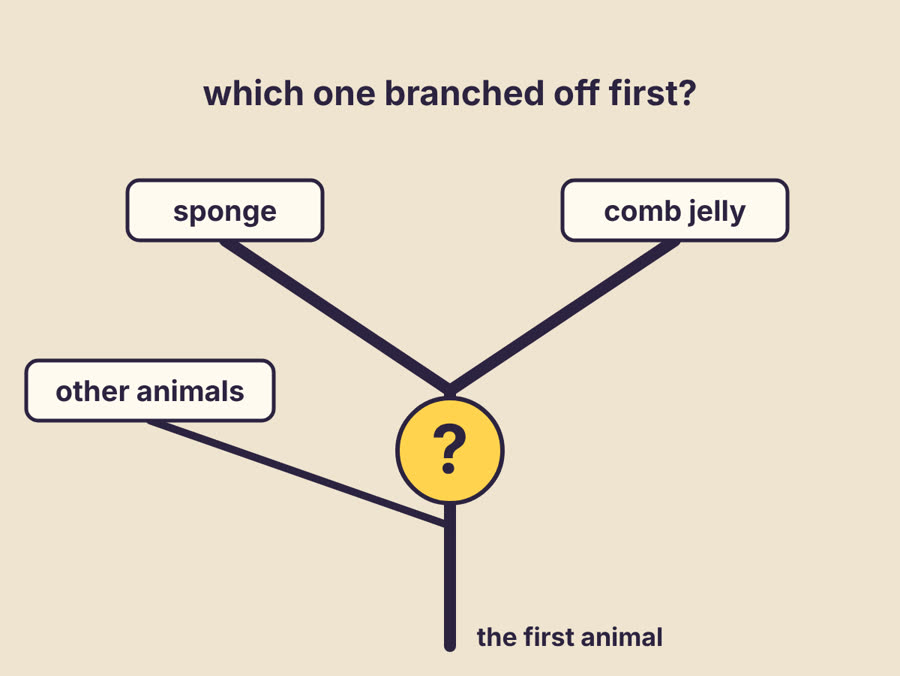 which one branched off first?
sponge
comb jelly
other animals
?
the first animal